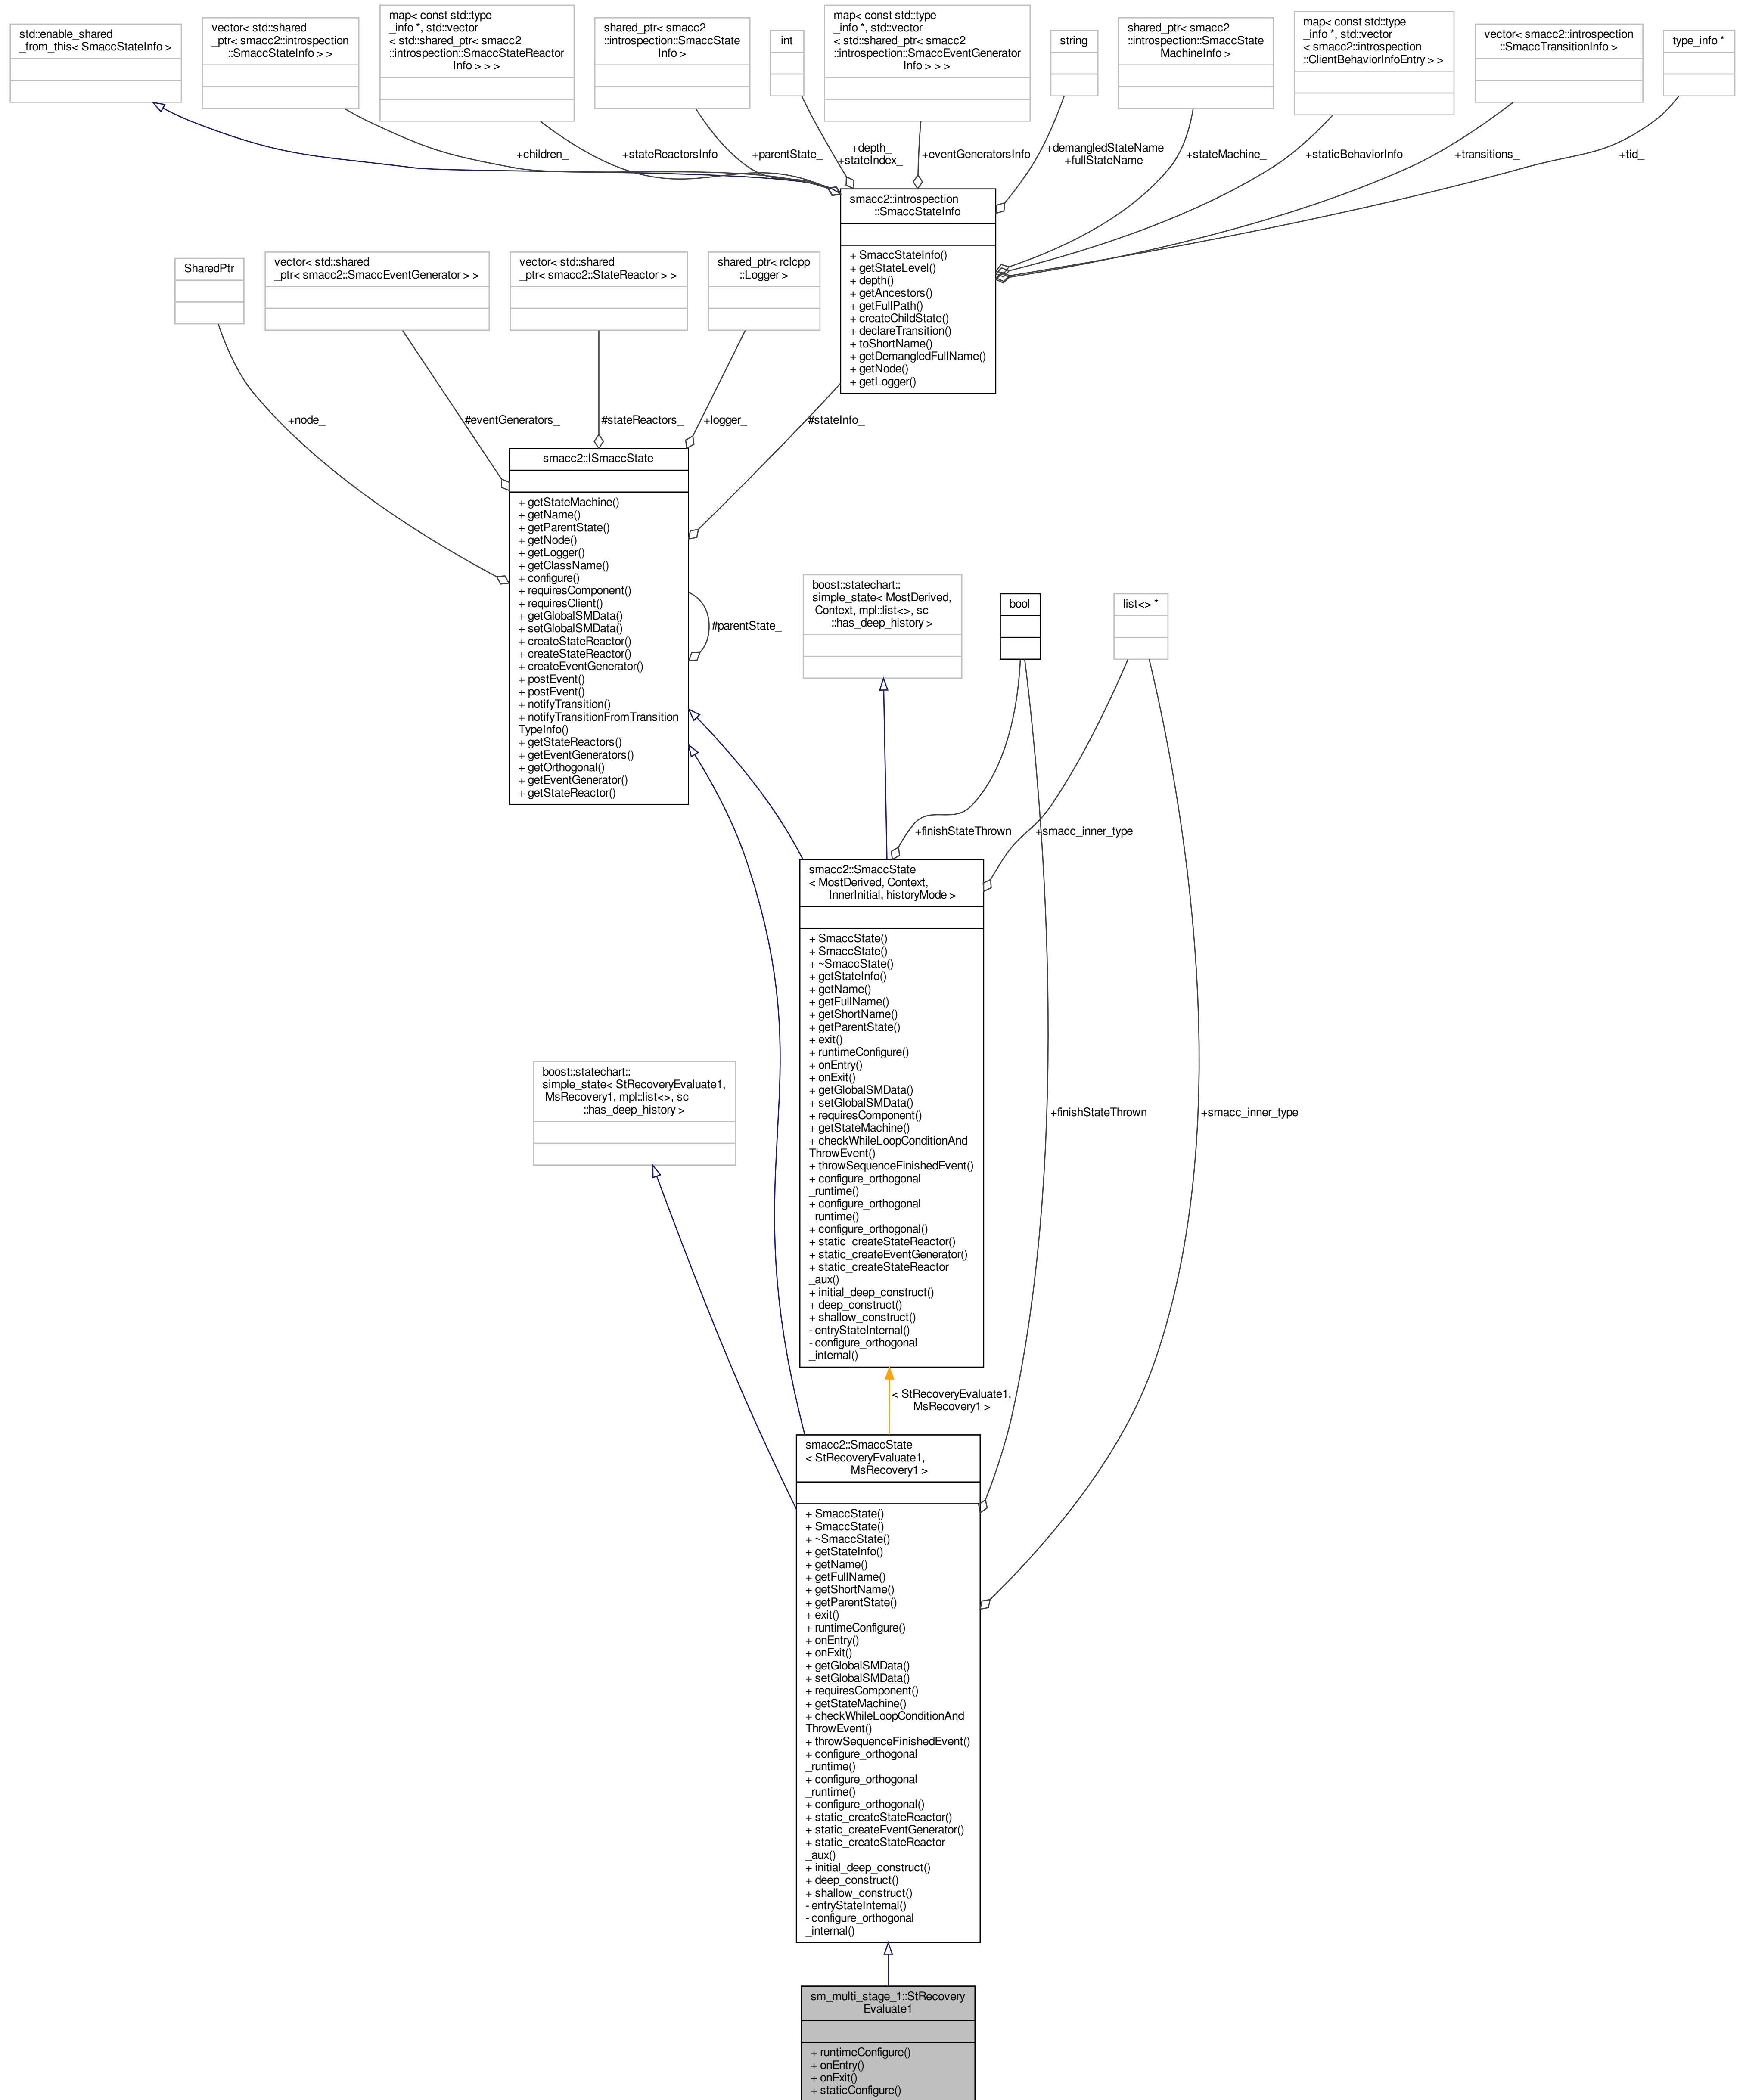 std::enable_shared
_from_this< SmaccStateInfo >
vector< std::shared
_ptr< smacc2::introspection
::SmaccStateInfo > >
map< const std::type
_info *, std::vector
< std::shared_ptr< smacc2
::introspection::SmaccStateReactor
Info > > >
shared_ptr< smacc2
::introspection::SmaccState
Info >
int
map< const std::type
_info *, std::vector
< std::shared_ptr< smacc2
::introspection::SmaccEventGenerator
Info > > >
string
shared_ptr< smacc2
::introspection::SmaccState
MachineInfo >
map< const std::type
_info *, std::vector
< smacc2::introspection
::ClientBehaviorInfoEntry > >
vector< smacc2::introspection
::SmaccTransitionInfo >
type_info *
+children_
+stateReactorsInfo
+parentState_
+depth_
+stateIndex_
+eventGeneratorsInfo
+demangledStateName
+fullStateName
+stateMachine_
+staticBehaviorInfo
+transitions_
+tid_
smacc2::introspection
::SmaccStateInfo
+ SmaccStateInfo()
+ getStateLevel()
+ depth()
+ getAncestors()
+ getFullPath()
+ createChildState()
+ declareTransition()
+ toShortName()
+ getDemangledFullName()
+ getNode()
+ getLogger()
SharedPtr
vector< std::shared
_ptr< smacc2::SmaccEventGenerator > >
vector< std::shared
_ptr< smacc2::StateReactor > >
shared_ptr< rclcpp
::Logger >
+node_
#eventGenerators_
#stateReactors_
+logger_
#stateInfo_
smacc2::ISmaccState
+ getStateMachine()
+ getName()
+ getParentState()
+ getNode()
+ getLogger()
+ getClassName()
+ configure()
+ requiresComponent()
+ requiresClient()
+ getGlobalSMData()
+ setGlobalSMData()
+ createStateReactor()
+ createStateReactor()
+ createEventGenerator()
+ postEvent()
+ postEvent()
+ notifyTransition()
+ notifyTransitionFromTransition
TypeInfo()
+ getStateReactors()
+ getEventGenerators()
+ getOrthogonal()
+ getEventGenerator()
+ getStateReactor()
#parentState_
boost::statechart::
simple_state< MostDerived,
Context, mpl::list<>, sc
::has_deep_history >
bool
list<> *
+finishStateThrown
+smacc_inner_type
smacc2::SmaccState
< MostDerived, Context,
InnerInitial, historyMode >
+ SmaccState()
+ SmaccState()
+ ~SmaccState()
+ getStateInfo()
+ getName()
+ getFullName()
+ getShortName()
+ getParentState()
+ exit()
+ runtimeConfigure()
+ onEntry()
+ onExit()
+ getGlobalSMData()
+ setGlobalSMData()
+ requiresComponent()
+ getStateMachine()
+ checkWhileLoopConditionAnd
ThrowEvent()
+ throwSequenceFinishedEvent()
+ configure_orthogonal
_runtime()
+ configure_orthogonal
_runtime()
+ configure_orthogonal()
+ static_createStateReactor()
+ static_createEventGenerator()
+ static_createStateReactor
_aux()
+ initial_deep_construct()
+ deep_construct()
+ shallow_construct()
- entryStateInternal()
- configure_orthogonal
_internal()
boost::statechart::
simple_state< StRecoveryEvaluate1,
MsRecovery1, mpl::list<>, sc
::has_deep_history >
+finishStateThrown
+smacc_inner_type
< StRecoveryEvaluate1,
MsRecovery1 >
smacc2::SmaccState
< StRecoveryEvaluate1,
MsRecovery1 >
+ SmaccState()
+ SmaccState()
+ ~SmaccState()
+ getStateInfo()
+ getName()
+ getFullName()
+ getShortName()
+ getParentState()
+ exit()
+ runtimeConfigure()
+ onEntry()
+ onExit()
+ getGlobalSMData()
+ setGlobalSMData()
+ requiresComponent()
+ getStateMachine()
+ checkWhileLoopConditionAnd
ThrowEvent()
+ throwSequenceFinishedEvent()
+ configure_orthogonal
_runtime()
+ configure_orthogonal
_runtime()
+ configure_orthogonal()
+ static_createStateReactor()
+ static_createEventGenerator()
+ static_createStateReactor
_aux()
+ initial_deep_construct()
+ deep_construct()
+ shallow_construct()
- entryStateInternal()
- configure_orthogonal
_internal()
sm_multi_stage_1::StRecovery
Evaluate1
+ runtimeConfigure()
+ onEntry()
+ onExit()
+ staticConfigure()